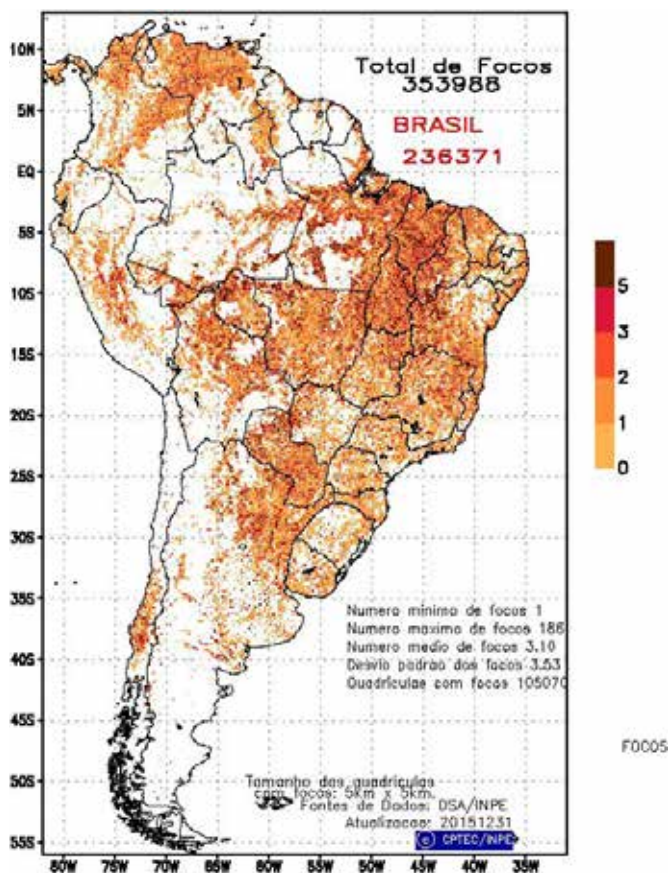 Total de Focos
353988
BRASIL
236371
10N
5N
EQ
5S
10S
15S
20S
25S
30S
35S
40S
45S
50S
55S
5
3
2
1
0
Numero minimo de focos 1
Numero maximo de focos 186
Numero medio de focos 3.10
Desvio padrao dos focos 3.53
Quadriculas com focos 105070
FOCOS
Tamanho das quadriculas
com focos: 5km x 5km.
Fontes de Dados: DSA/INPE
Atualizacao: 20151231
© CPTEC/INPE
80W 75W 70W 65W 60W 55W 50W 45W 40W 35W